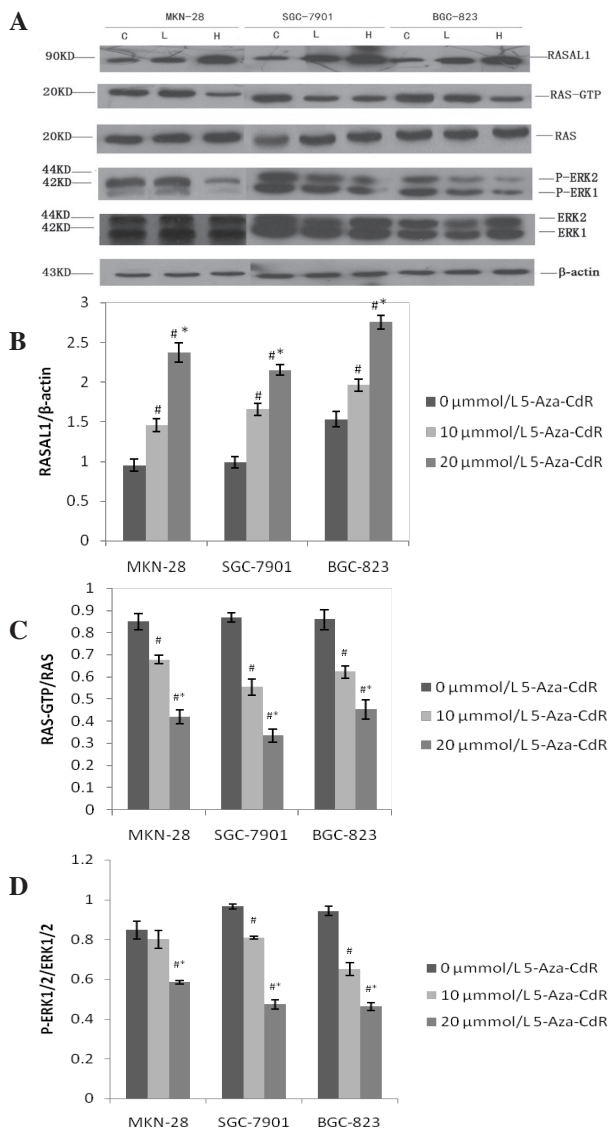 A
MKN-28 SGC-7901 BGC-823
C L H C L H C L H
90KD RASAL1
20KD RAS-GTP
20KD RAS
44KD P-ERK2
42KD P-ERK1
44KD ERK2
42KD ERK1
43KD β-actin
B
RASAL1/β-actin
3
2.5
2
1.5
1
0.5
0
# #* # #* # #*
MKN-28 SGC-7901 BGC-823
0 μmmol/L 5-Aza-CdR
10 μmmol/L 5-Aza-CdR
20 μmmol/L 5-Aza-CdR
C
RAS-GTP/RAS
1
0.9
0.8
0.7
0.6
0.5
0.4
0.3
0.2
0.1
0
# #* # #* # #*
MKN-28 SGC-7901 BGC-823
0 μmmol/L 5-Aza-CdR
10 μmmol/L 5-Aza-CdR
20 μmmol/L 5-Aza-CdR
D
P-ERK1/2/ERK1/2
1.2
1
0.8
0.6
0.4
0.2
0
#* # #* # #*
MKN-28 SGC-7901 BGC-823
0 μmmol/L 5-Aza-CdR
10 μmmol/L 5-Aza-CdR
20 μmmol/L 5-Aza-CdR